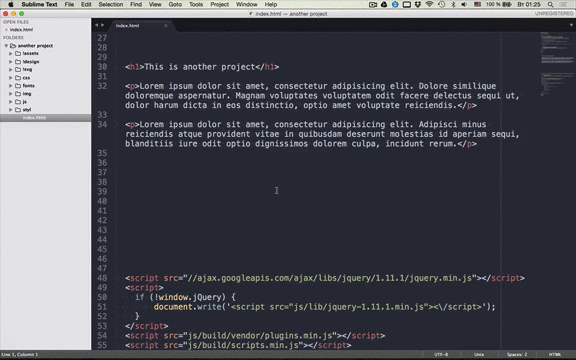 Sublime Text File Edit Selection Find View Goto Tools Project Window Help 100 % Вт 01:25
index.html — another project
UNREGISTERED
OPEN FILES
index.html
FOLDERS
another project
!assets
!design
!svg
css
fonts
img
js
styl
index.html
index.html
27
28
29
30 <h1>This is another project</h1>
31
32 <p>Lorem ipsum dolor sit amet, consectetur adipisicing elit. Dolore similique
doloremque aspernatur. Magnam voluptates voluptatem odit facere delectus sequi ut,
dolor harum dicta in eos distinctio, optio amet voluptate reiciendis.</p>
33
34 <p>Lorem ipsum dolor sit amet, consectetur adipisicing elit. Adipisci minus
reiciendis atque provident vitae in quibusdam deserunt molestias id aperiam sequi,
blanditiis iure odit optio dignissimos dolorem culpa, incidunt rerum.</p>
35
36
37
38
39
40
41
42
43
44
45
46
47
48 <script src="//ajax.googleapis.com/ajax/libs/jquery/1.11.1/jquery.min.js"></script>
49 <script>
50 if (!window.jQuery) {
51 document.write('<script src="js/lib/jquery-1.11.1.min.js"><\/script>');
52 }
53 </script>
54 <script src="js/build/vendor/plugins.min.js"></script>
55 <script src="js/build/scripts.min.js"></script>
Line 1, Column 1
UTF-8 Unix Spaces: 2 HTML